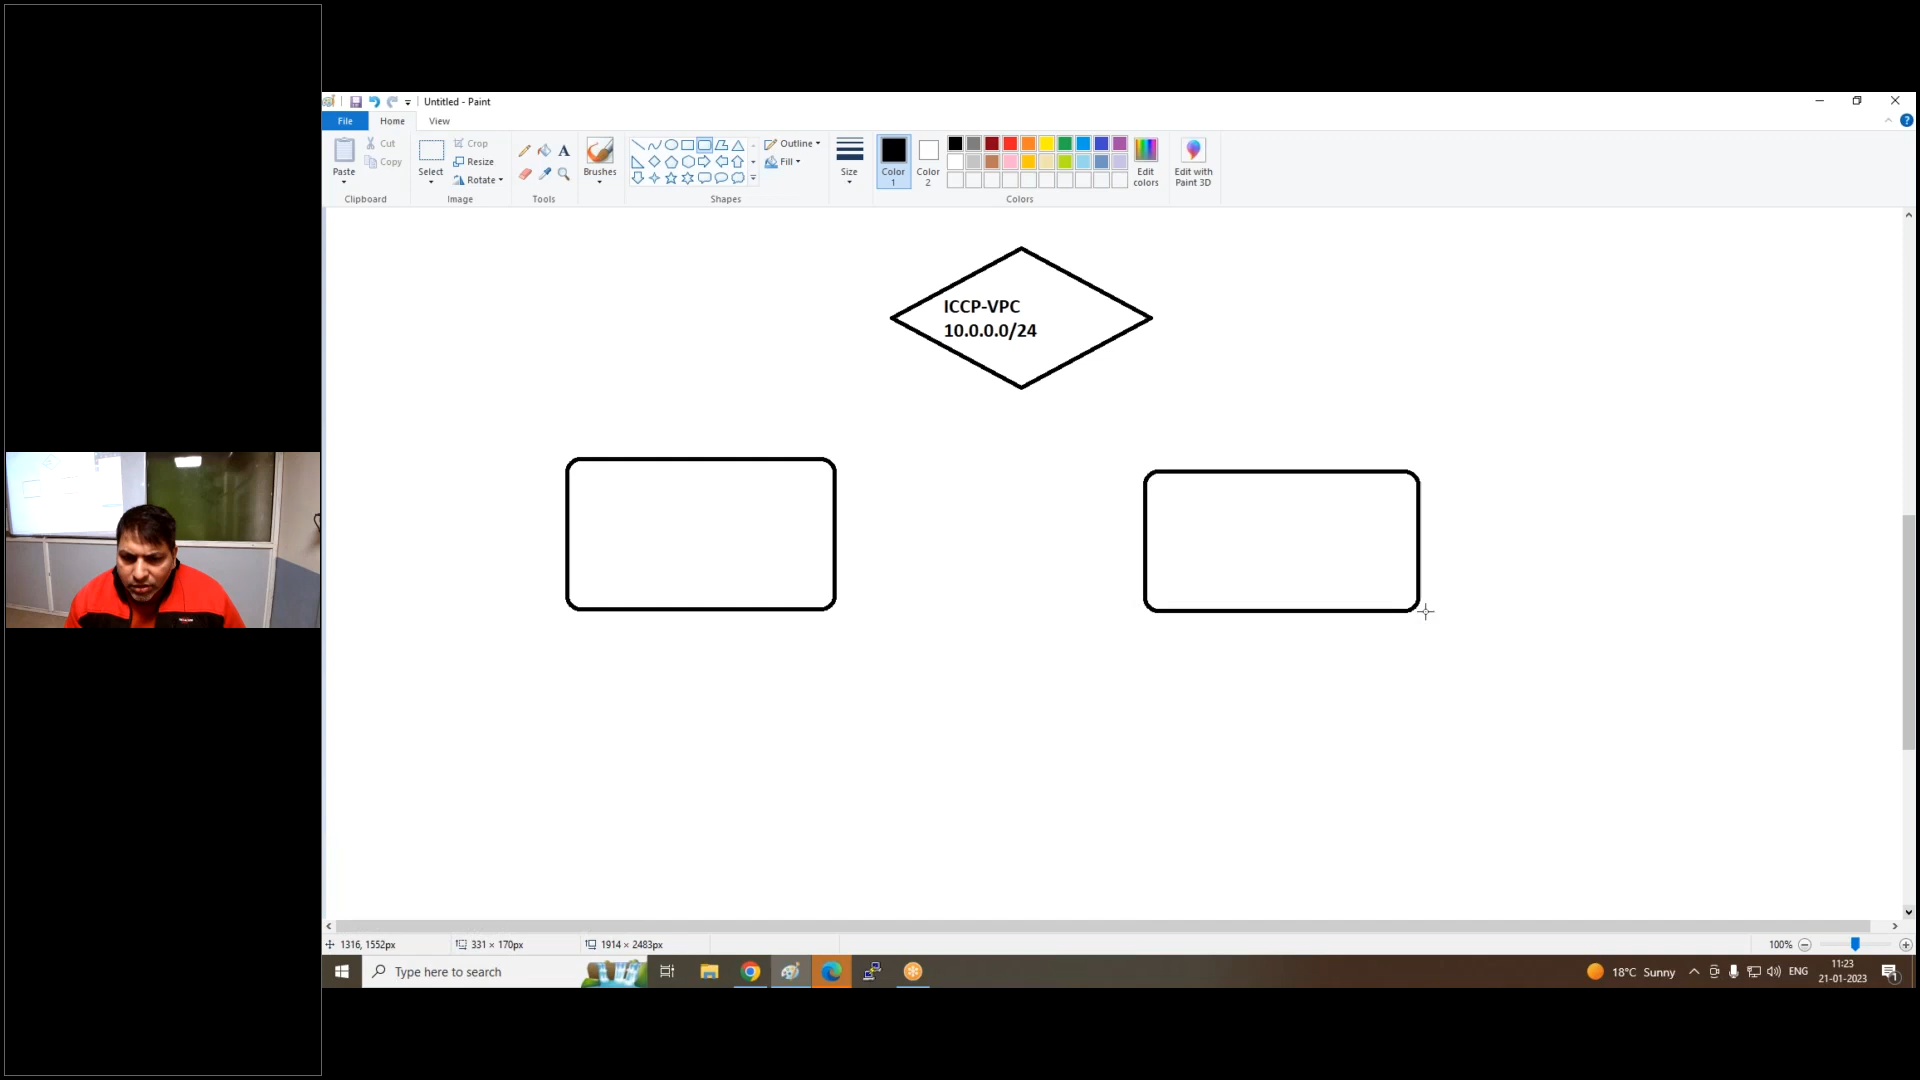 Untitled - Paint
File Home View
Paste
Cut
Copy
Clipboard
Select
Crop
Resize
Rotate
Image
A
Tools
Brushes
Outline
Fill
Shapes
Size
Color 1
Color 2
Edit colors
Edit with Paint 3D
Colors
ICCP-VPC
10.0.0.0/24
1316, 1552px
331 × 170px
1914 × 2483px
100%
Type here to search
18°C Sunny
ENG
11:23
21-01-2023
1